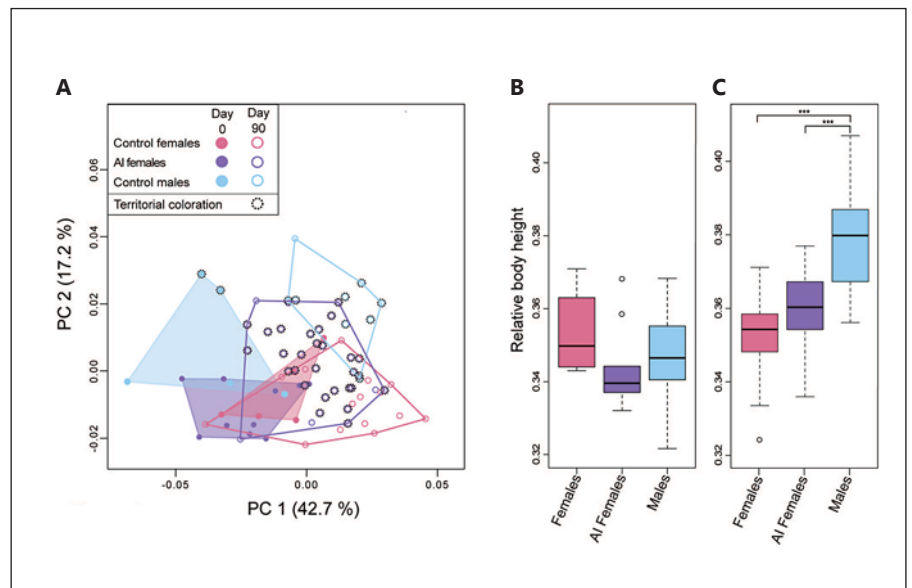 A
B
C
Day Day
0 90
Control females
AI females
Control males
Territorial coloration
PC 2 (17.2 %)
0.06
0.04
0.02
0.00
-0.02
-0.05 0.00 0.05
PC 1 (42.7 %)
Relative body height
0.40
0.38
0.36
0.34
0.32
Females
AI Females
Males
*** 
***
0.40
0.38
0.36
0.34
0.32
Females
AI Females
Males